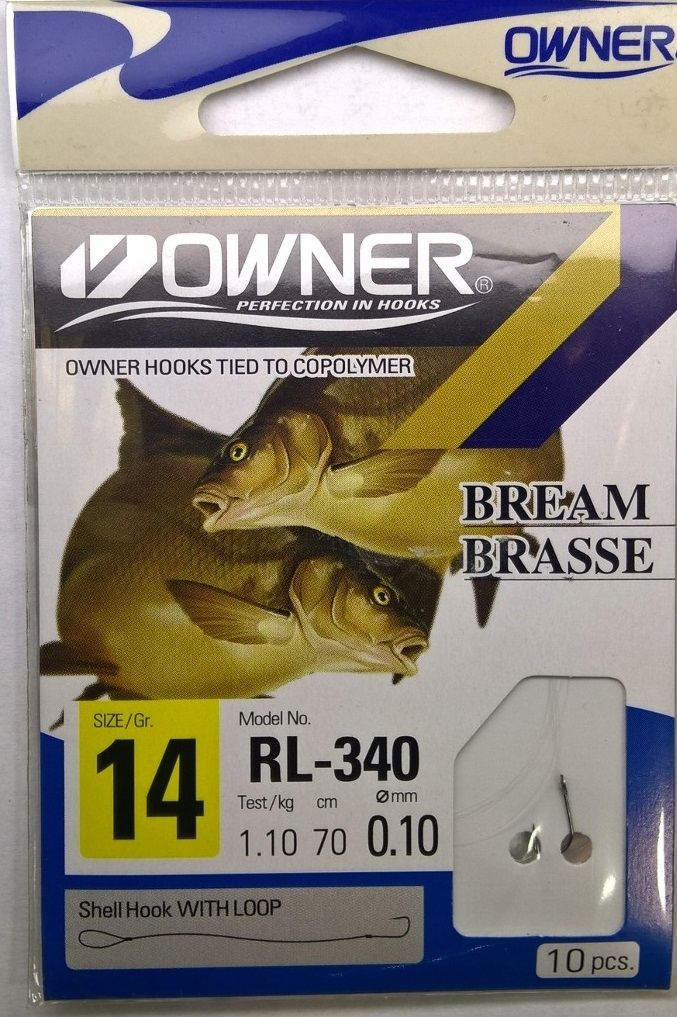 OWNER
OWNER®
PERFECTION IN HOOKS
OWNER HOOKS TIED TO COPOLYMER
BREAM
BRASSE
SIZE/Gr.
14
Model No.
RL-340
Test/kg cm Ømm
1.10 70 0.10
Shell Hook WITH LOOP
10 pcs.